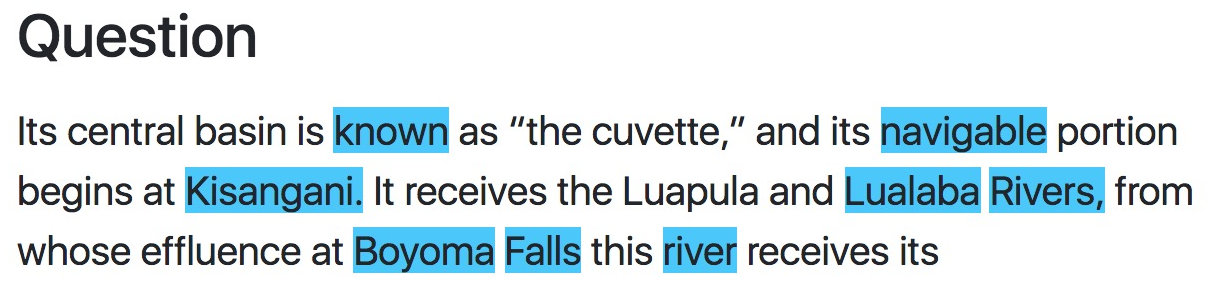 Question
Its central basin is known as “the cuvette,” and its navigable portion
begins at Kisangani. It receives the Luapula and Lualaba Rivers, from
whose effluence at Boyoma Falls this river receives its